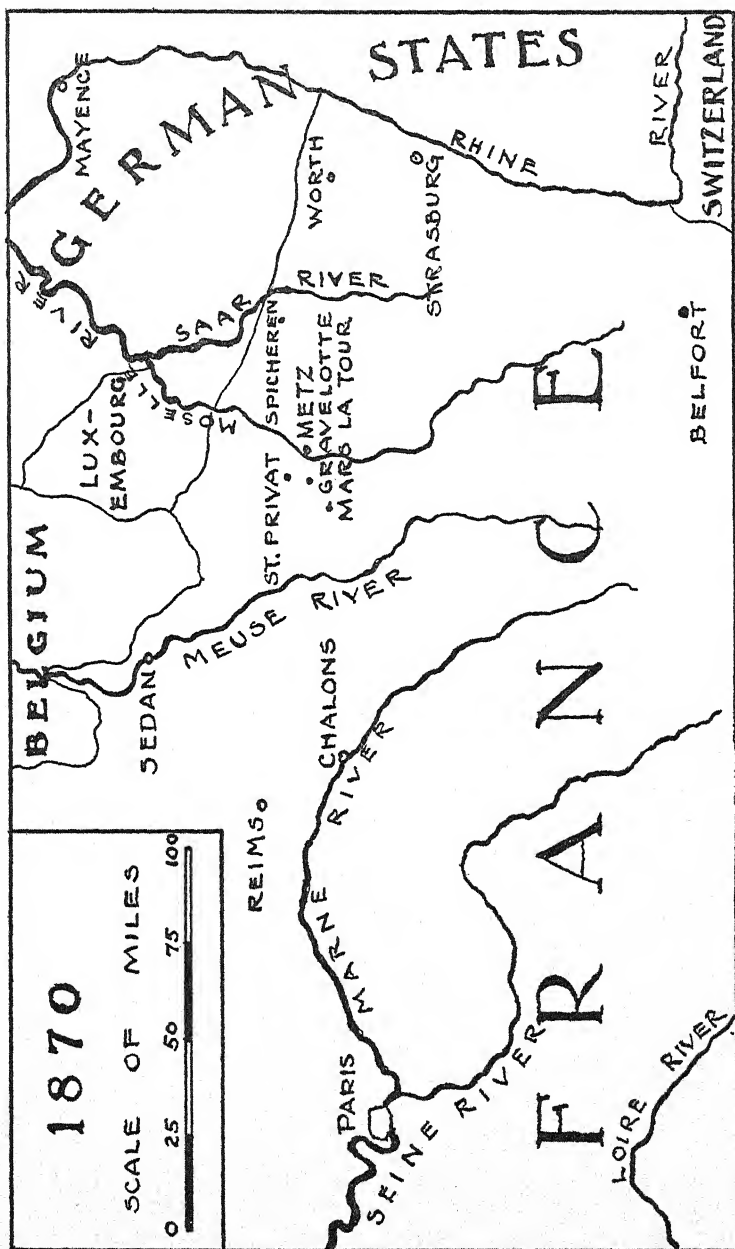 1870
SCALE OF MILES
0 25 50 75 100
BELGIUM
LUX-
EMBOURG
GERMAN
STATES
MAYENCE
MOSELLE
RIVER
SAAR
RIVER
RHINE
RIVER
SWITZERLAND
WORTH
STRASBURG
SPICHEREN
ST. PRIVAT
METZ
GRAVELOTTE
MARS LA TOUR
SEDAN
MEUSE RIVER
REIMS
CHALONS
MARNE
RIVER
PARIS
SEINE RIVER
LOIRE RIVER
BELFORT
FRANCE